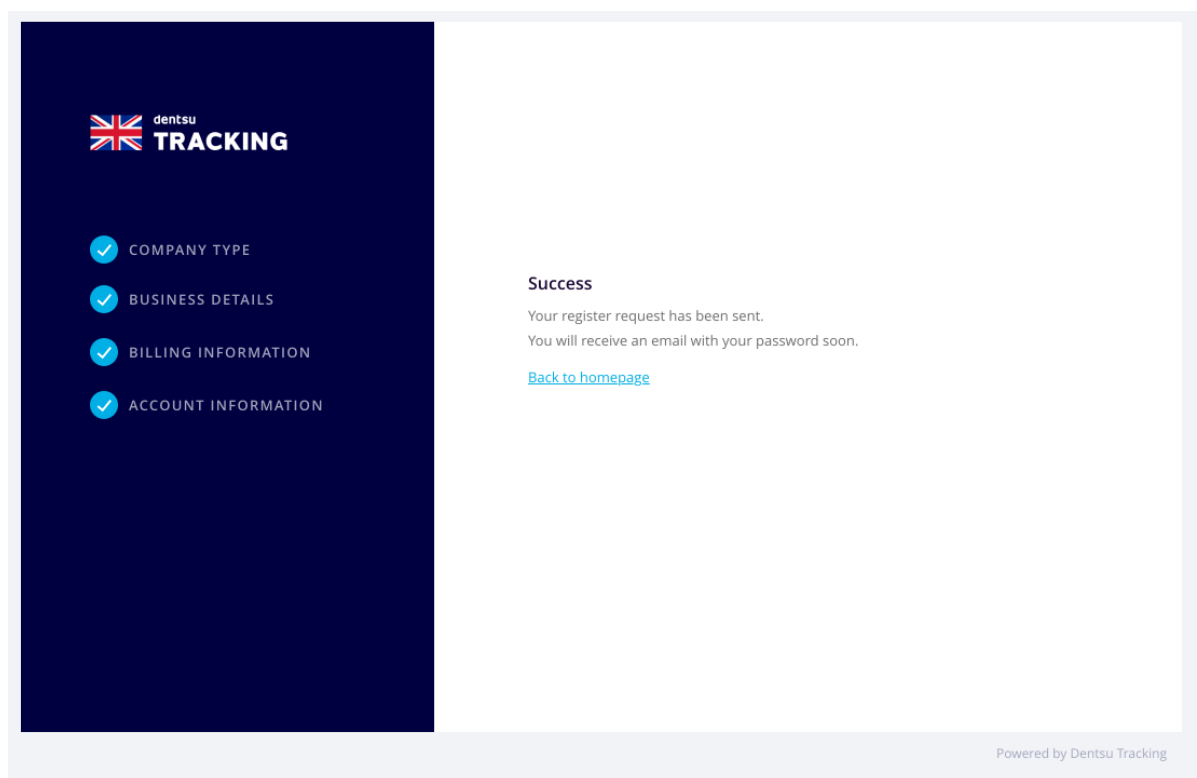 dentsu
TRACKING
COMPANY TYPE
BUSINESS DETAILS
BILLING INFORMATION
ACCOUNT INFORMATION
Success
Your register request has been sent.
You will receive an email with your password soon.
Back to homepage
Powered by Dentsu Tracking